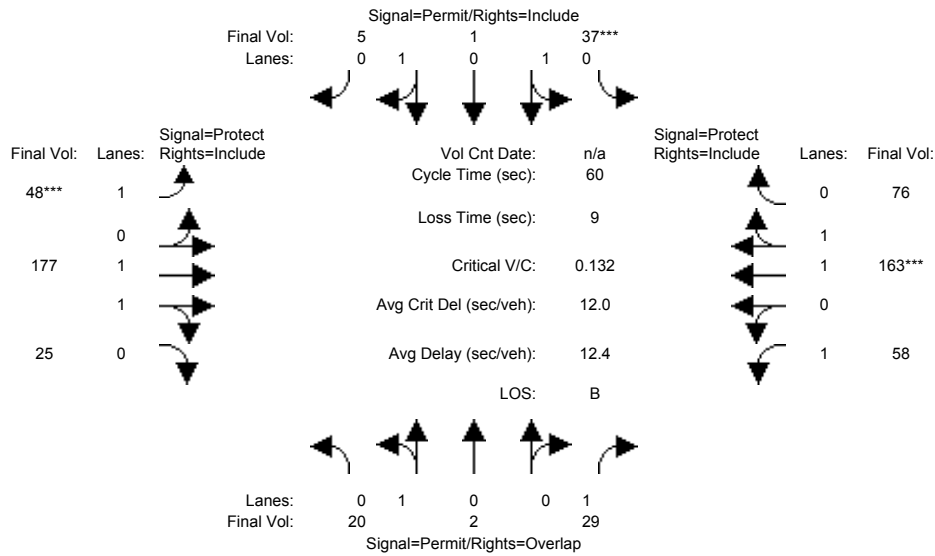 Signal=Permit/Rights=Include
Final Vol: 5 1 37***
Lanes: 0 1 0 1 0
Signal=Protect Signal=Protect
Final Vol: Lanes: Rights=Include Vol Cnt Date: n/a Rights=Include Lanes: Final Vol:
Cycle Time (sec): 60
48*** 1 0 76
Loss Time (sec): 9
0 1
177 1 Critical V/C: 0.132 1 163***
1 Avg Crit Del (sec/veh): 12.0 0
25 0 Avg Delay (sec/veh): 12.4 1 58
LOS: B
Lanes: 0 1 0 0 1
Final Vol: 20 2 29
Signal=Permit/Rights=Overlap